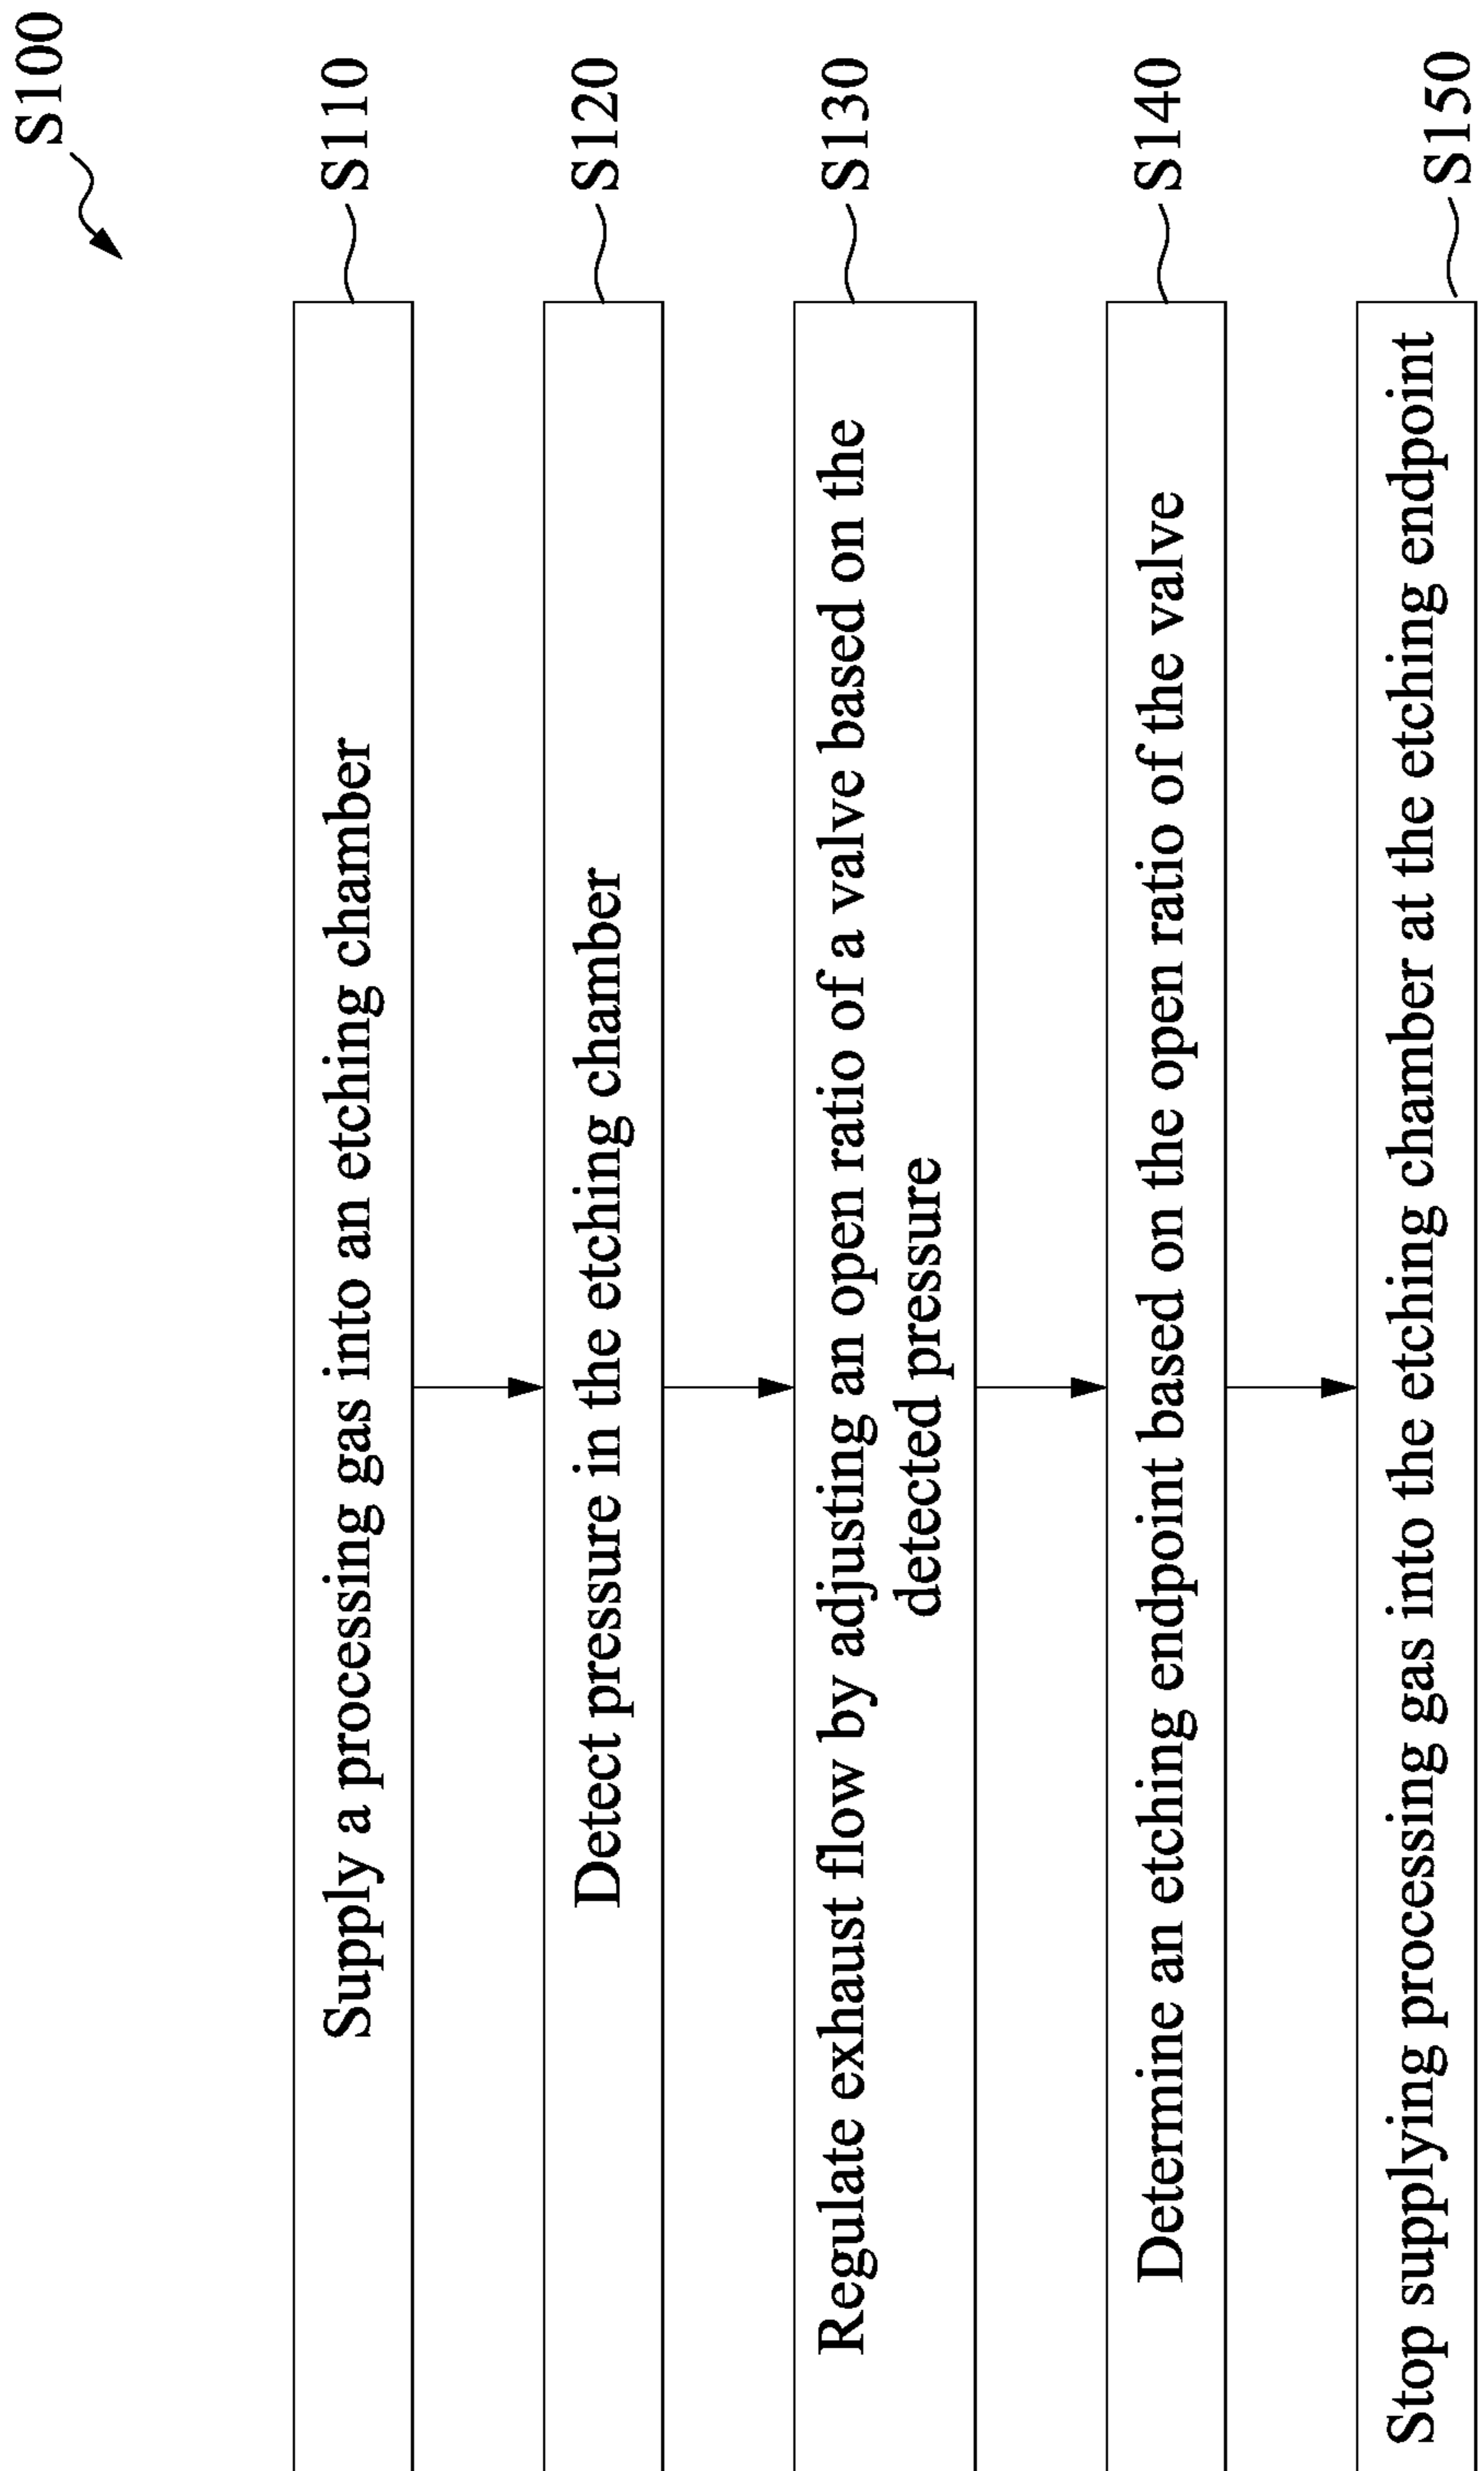 S100
Supply a processing gas into an etching chamber
S110
Detect pressure in the etching chamber
S120
Regulate exhaust flow by adjusting an open ratio of a valve based on the
detected pressure
S130
Determine an etching endpoint based on the open ratio of the valve
S140
Stop supplying processing gas into the etching chamber at the etching endpoint
S150